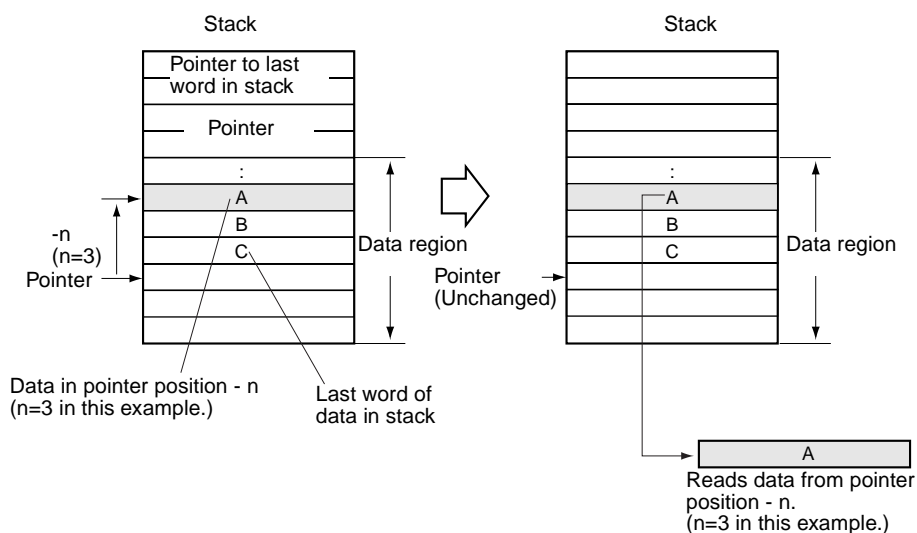 Stack
Pointer to last
word in stack
Pointer
:
A
B
C
-n
(n=3)
Pointer
Data region
Data in pointer position - n
(n=3 in this example.)
Last word of
data in stack
Stack
:
A
B
C
Data region
Pointer
(Unchanged)
A
Reads data from pointer
position - n.
(n=3 in this example.)